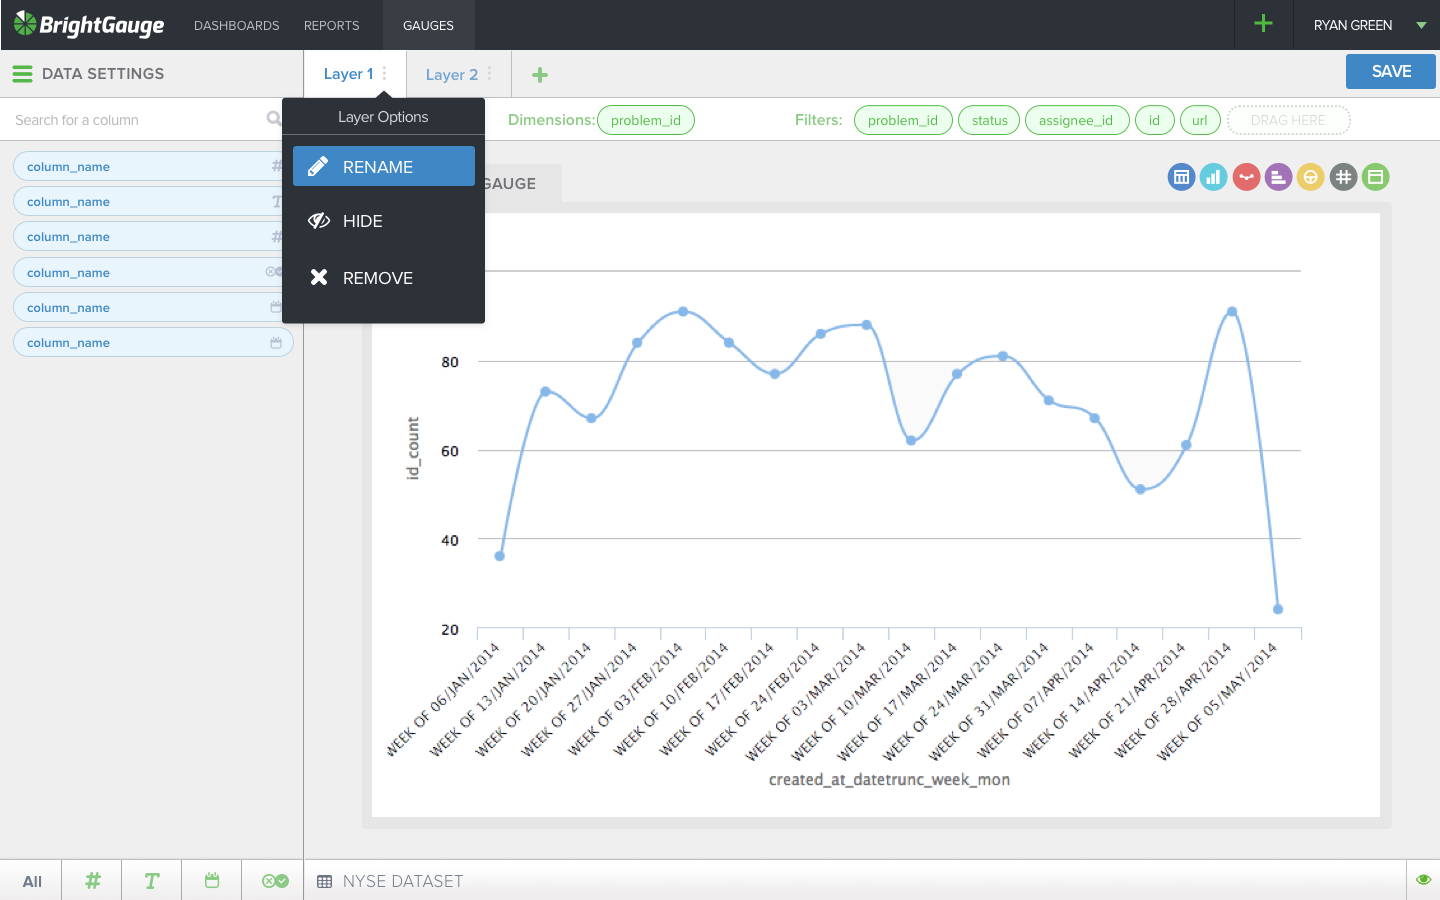 BrightGauge
DASHBOARDS
REPORTS
GAUGES
RYAN GREEN
DATA SETTINGS
Layer 1
Layer 2
SAVE
Search for a column
Layer Options
RENAME
HIDE
REMOVE
Dimensions:
problem_id
Filters:
problem_id
status
assignee_id
id
url
DRAG HERE
column_name
column_name
column_name
column_name
column_name
column_name
GAUGE
80
60
40
20
id_count
WEEK OF 06/JAN/2014
WEEK OF 13/JAN/2014
WEEK OF 20/JAN/2014
WEEK OF 27/JAN/2014
WEEK OF 03/FEB/2014
WEEK OF 10/FEB/2014
WEEK OF 17/FEB/2014
WEEK OF 24/FEB/2014
WEEK OF 03/MAR/2014
WEEK OF 10/MAR/2014
WEEK OF 17/MAR/2014
WEEK OF 24/MAR/2014
WEEK OF 31/MAR/2014
WEEK OF 07/APR/2014
WEEK OF 14/APR/2014
WEEK OF 21/APR/2014
WEEK OF 28/APR/2014
WEEK OF 05/MAY/2014
created_at_datetrunc_week_mon
All
NYSE DATASET